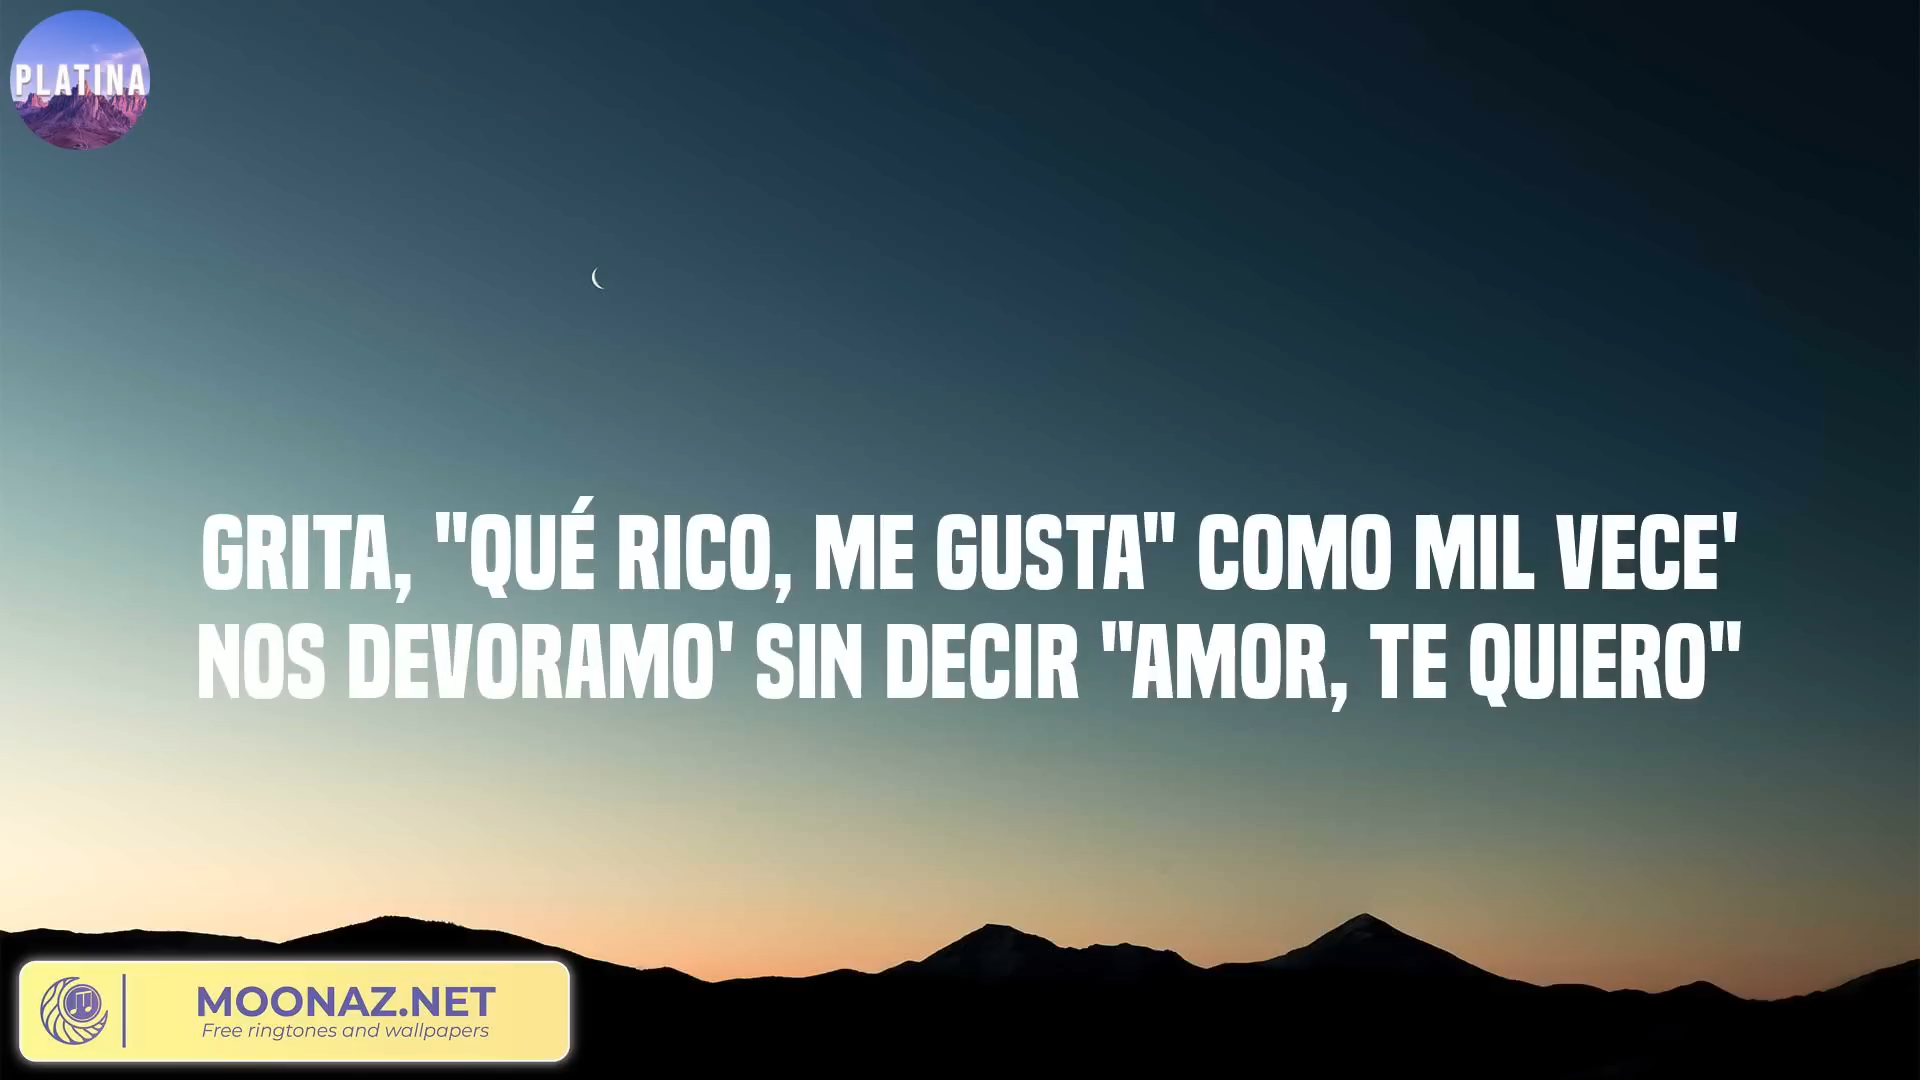 PLATINA
GRITA, "QUÉ RICO, ME GUSTA" COMO MIL VECE'
NOS DEVORAMO' SIN DECIR "AMOR, TE QUIERO"
MOONAZ.NET
Free ringtones and wallpapers